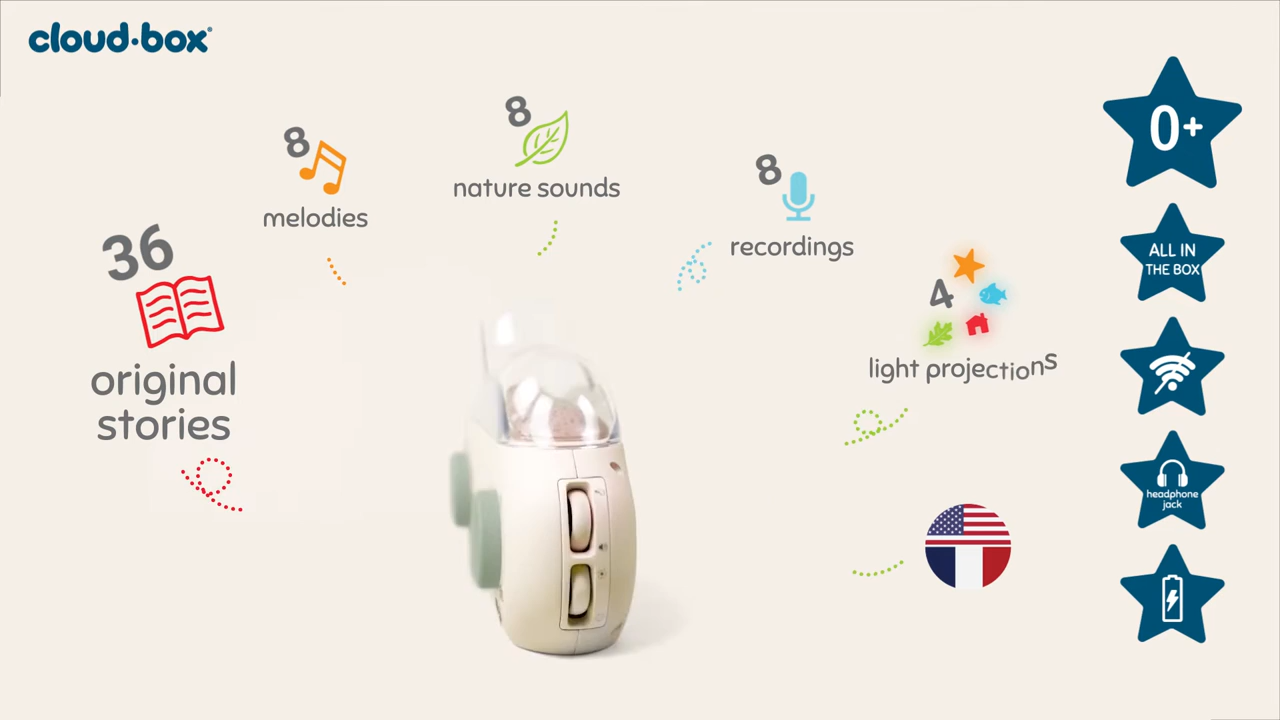 cloud·box®
8
melodies
8
nature sounds
8
recordings
36
original
stories
4
light projections
0+
ALL IN
THE BOX
headphone
jack